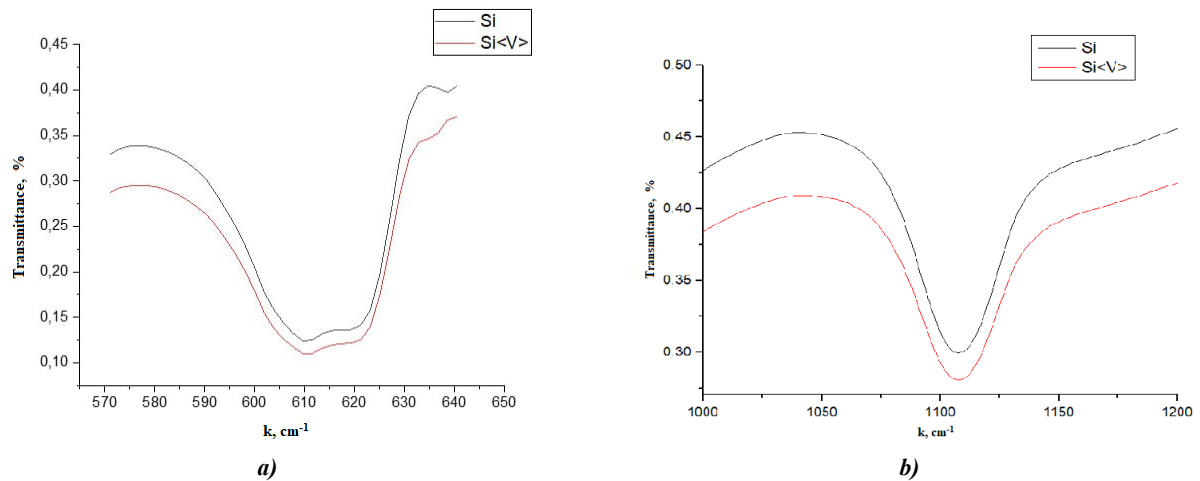 Si
Si<V>
0,45
0,40
0,35
0,30
0,25
0,20
0,15
0,10
Transmittance, %
570 580 590 600 610 620 630 640 650
k, cm-1
a)
Si
Si<V>
0.50
0.45
0.40
0.35
0.30
Transmittance, %
1000 1050 1100 1150 1200
k, cm-1
b)